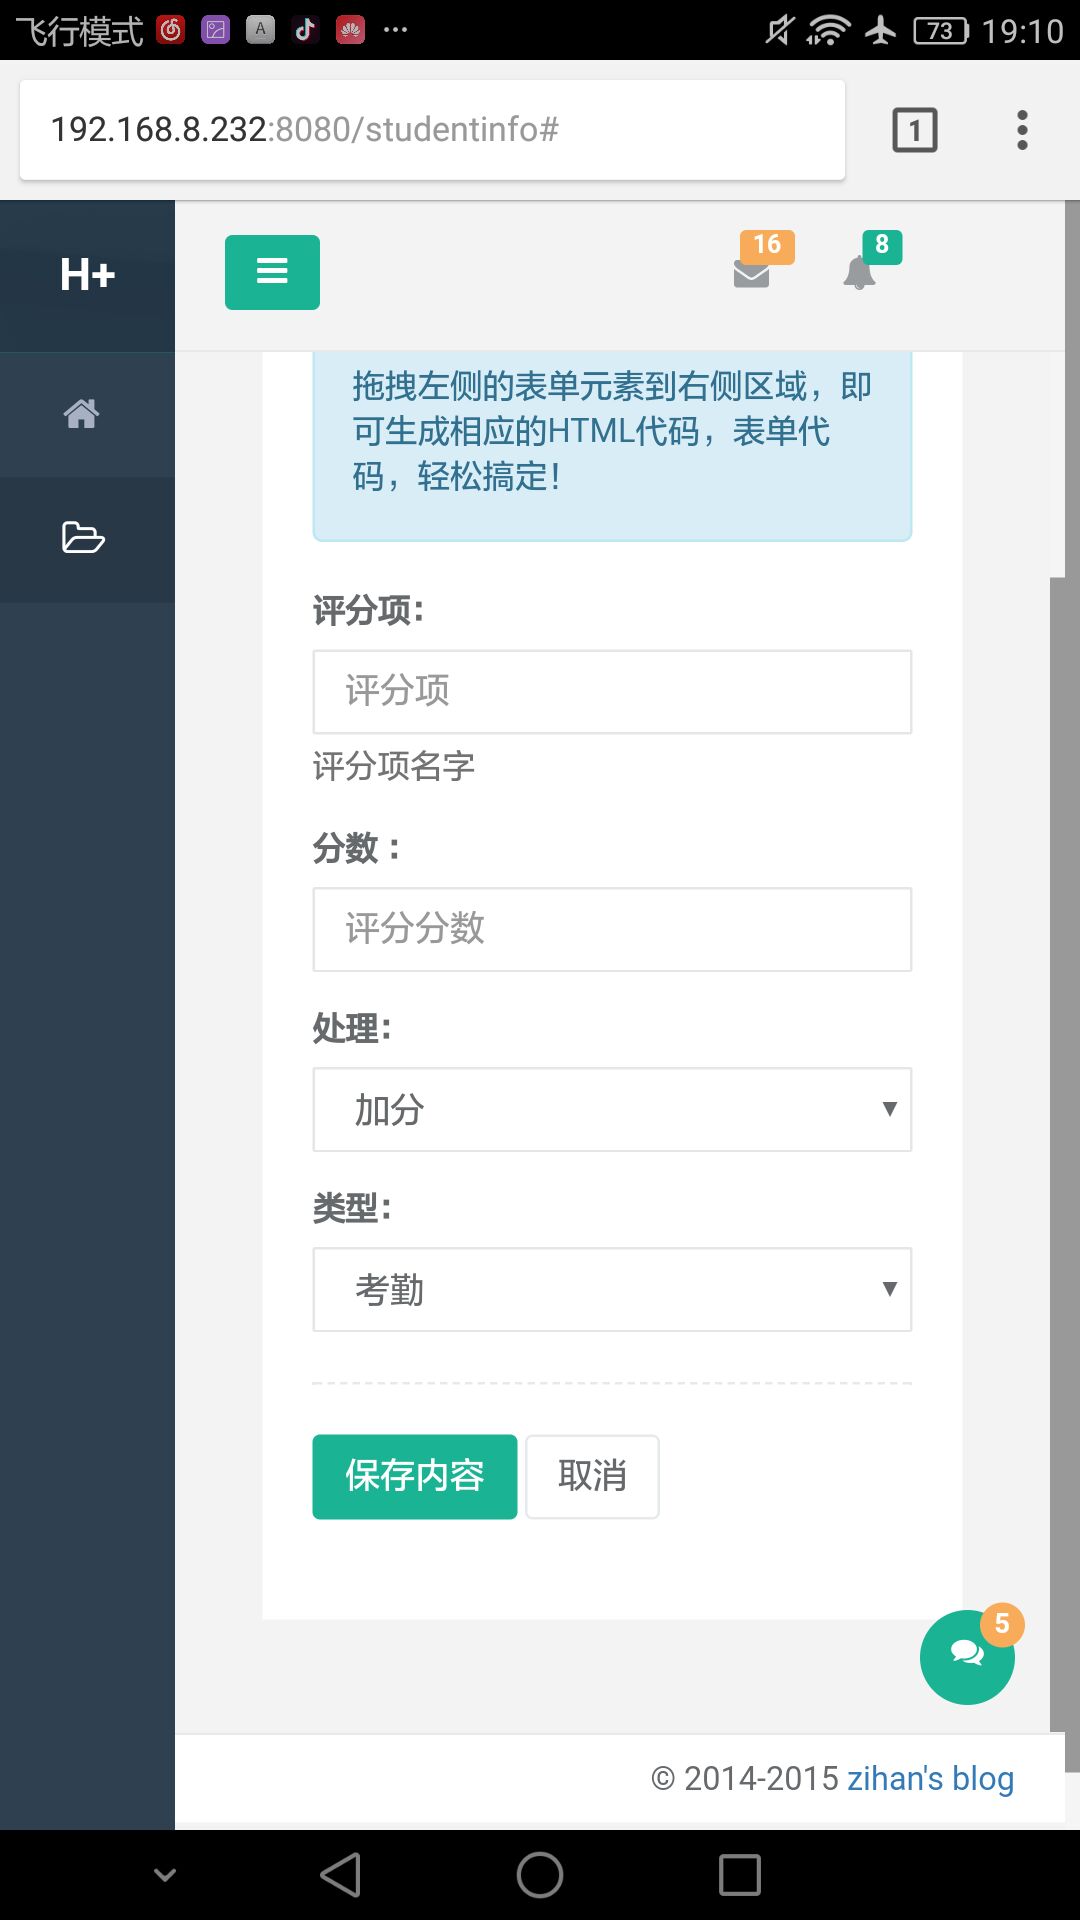 飞行模式 A 73 19:10
192.168.8.232:8080/studentinfo# 1
H+ 16 8
拖拽左侧的表单元素到右侧区域，即
可生成相应的HTML代码，表单代
码，轻松搞定！
评分项：
评分项
评分项名字
分数：
评分分数
处理：
加分
类型：
考勤
保存内容 取消
5
© 2014-2015 zihan's blog